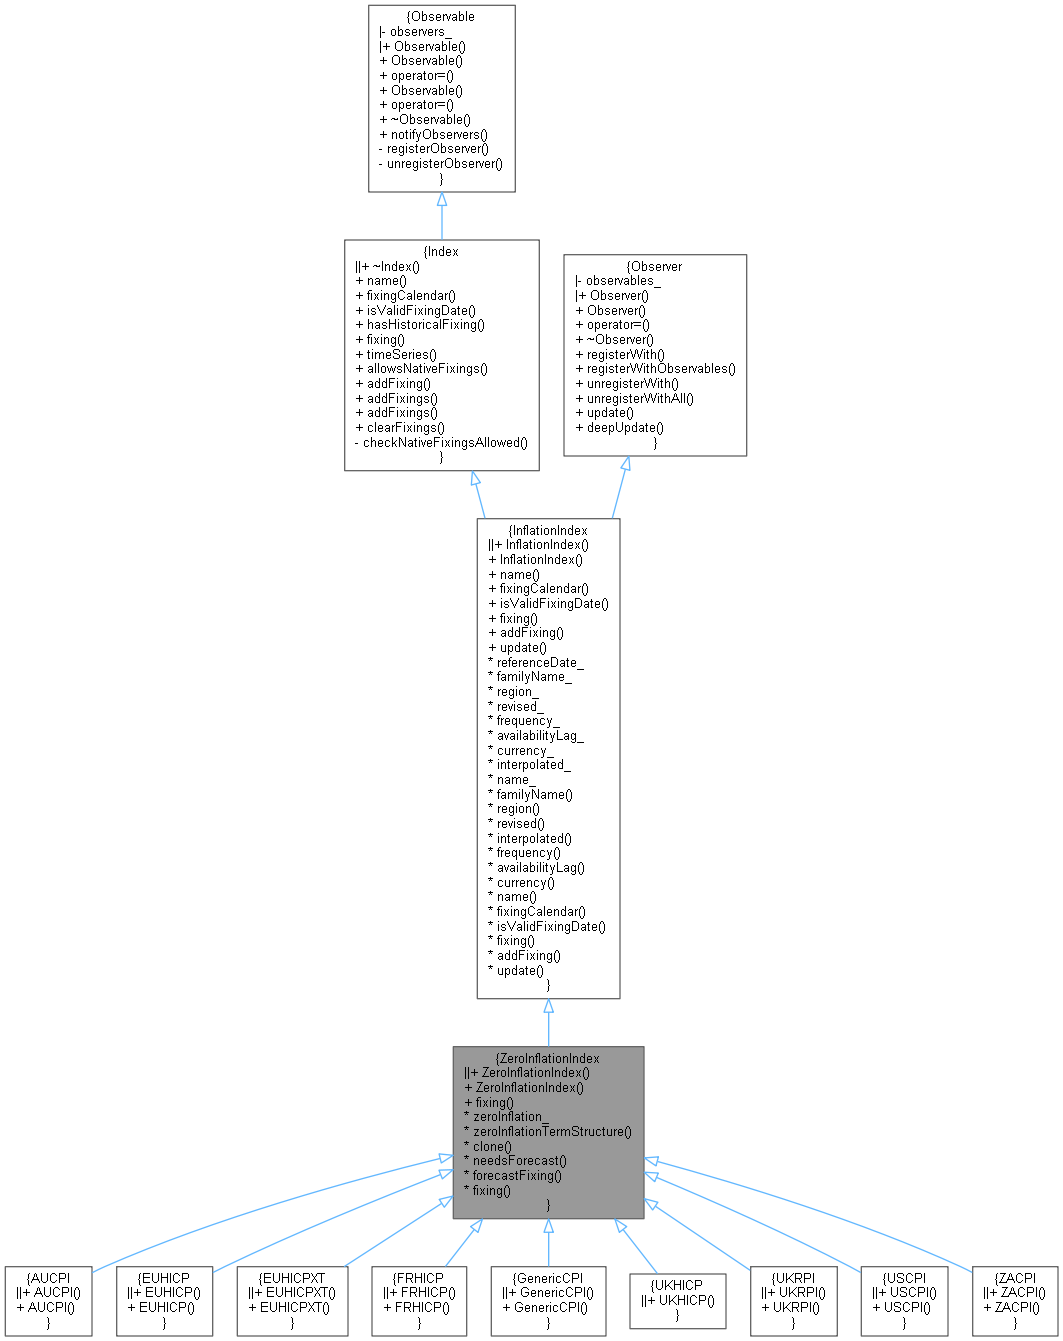 {Observable
|- observers_
|+ Observable()
+ Observable()
+ operator=()
+ Observable()
+ operator=()
+ ~Observable()
+ notifyObservers()
- registerObserver()
- unregisterObserver()
}
{Index
||+ ~Index()
+ name()
+ fixingCalendar()
+ isValidFixingDate()
+ hasHistoricalFixing()
+ fixing()
+ timeSeries()
+ allowsNativeFixings()
+ addFixing()
+ addFixings()
+ addFixings()
+ clearFixings()
- checkNativeFixingsAllowed()
}
{Observer
|- observables_
|+ Observer()
+ Observer()
+ operator=()
+ ~Observer()
+ registerWith()
+ registerWithObservables()
+ unregisterWith()
+ unregisterWithAll()
+ update()
+ deepUpdate()
}
{InflationIndex
||+ InflationIndex()
+ InflationIndex()
+ name()
+ fixingCalendar()
+ isValidFixingDate()
+ fixing()
+ addFixing()
+ update()
* referenceDate_
* familyName_
* region_
* revised_
* frequency_
* availabilityLag_
* currency_
* interpolated_
* name_
* familyName()
* region()
* revised()
* interpolated()
* frequency()
* availabilityLag()
* currency()
* name()
* fixingCalendar()
* isValidFixingDate()
* fixing()
* addFixing()
* update()
}
{ZeroInflationIndex
||+ ZeroInflationIndex()
+ ZeroInflationIndex()
+ fixing()
* zeroInflation_
* zeroInflationTermStructure()
* clone()
* needsForecast()
* forecastFixing()
* fixing()
}
{AUCPI
||+ AUCPI()
+ AUCPI()
}
{EUHICP
||+ EUHICP()
+ EUHICP()
}
{EUHICPXT
||+ EUHICPXT()
+ EUHICPXT()
}
{FRHICP
||+ FRHICP()
+ FRHICP()
}
{GenericCPI
||+ GenericCPI()
+ GenericCPI()
}
{UKHICP
||+ UKHICP()
}
{UKRPI
||+ UKRPI()
+ UKRPI()
}
{USCPI
||+ USCPI()
+ USCPI()
}
{ZACPI
||+ ZACPI()
+ ZACPI()
}